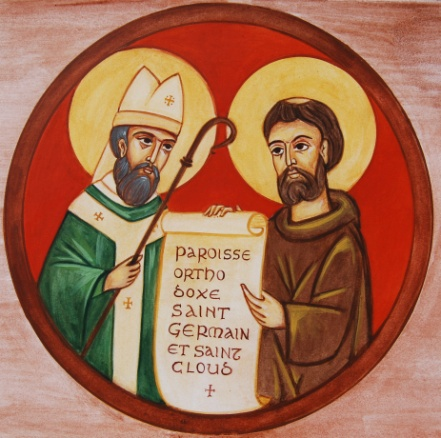 PAROISSE
ORTHO
DOXE
SAINT
GERMAIN
ET SAINT
CLOUD